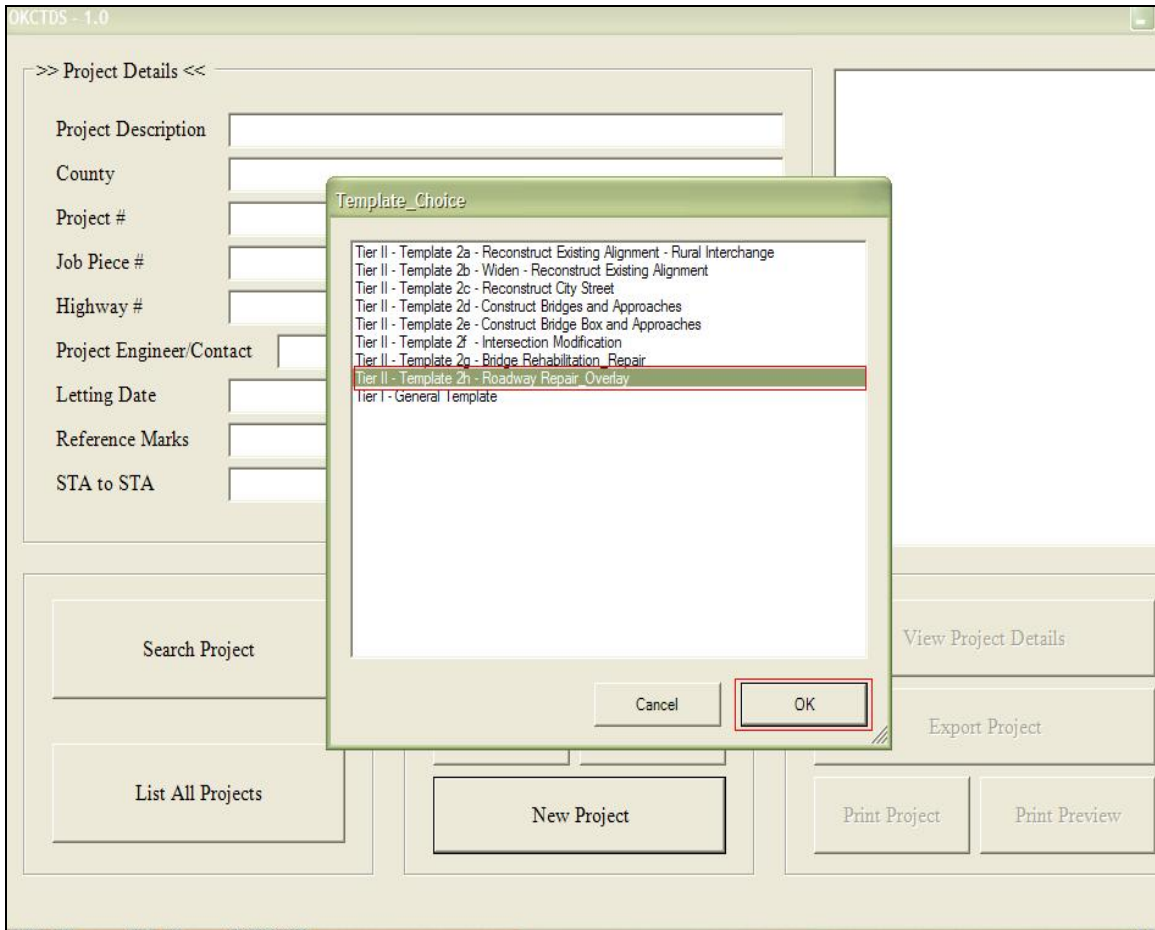 OKCTDS - 1.0
>> Project Details <<
Project Description
County
Project #
Job Piece #
Highway #
Project Engineer/Contact
Letting Date
Reference Marks
STA to STA
Template_Choice
Tier II - Template 2a - Reconstruct Existing Alignment - Rural Interchange
Tier II - Template 2b - Widen - Reconstruct Existing Alignment
Tier II - Template 2c - Reconstruct City Street
Tier II - Template 2d - Construct Bridges and Approaches
Tier II - Template 2e - Construct Bridge Box and Approaches
Tier II - Template 2f - Intersection Modification
Tier II - Template 2g - Bridge Rehabilitation_Repair
Tier II - Template 2h - Roadway Repair_Overlay
Tier I - General Template
Cancel
OK
Search Project
List All Projects
New Project
View Project Details
Export Project
Print Project
Print Preview